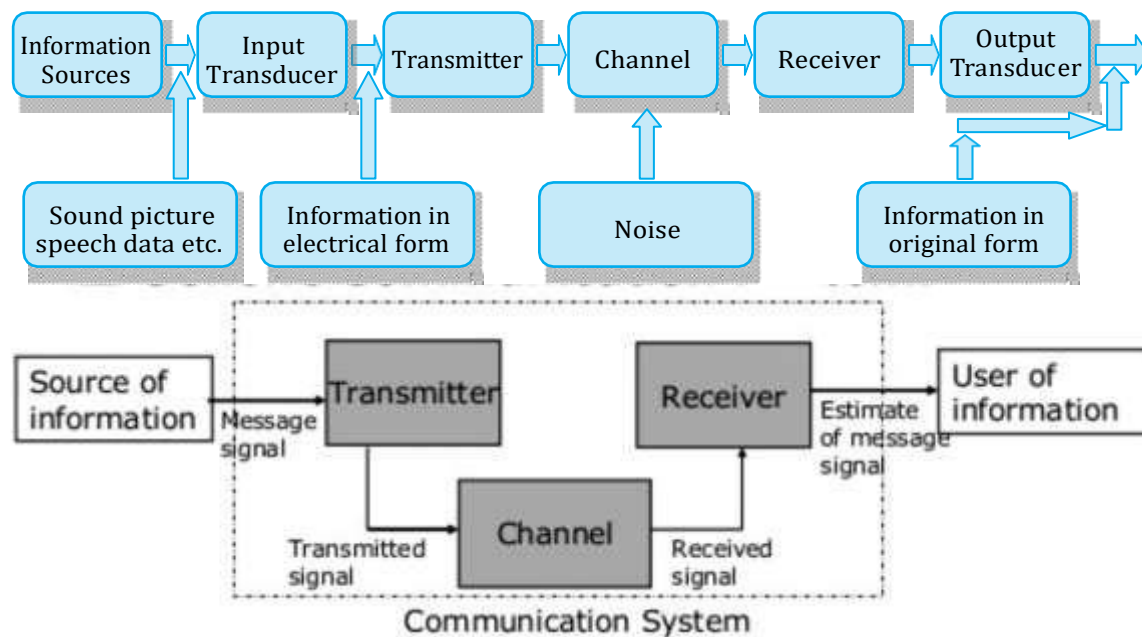 Information
Sources
Input
Transducer
Transmitter
Channel
Receiver
Output
Transducer
Sound picture
speech data etc.
Information in
electrical form
Noise
Information in
original form
Source of
information
Message
signal
Transmitter
Transmitted
signal
Channel
Received
signal
Receiver
Estimate
of message
signal
User of
information
Communication System